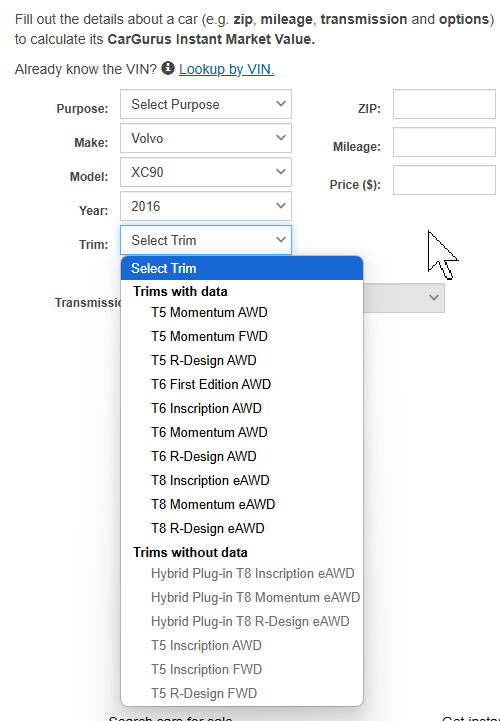 Fill out the details about a car (e.g. zip, mileage, transmission and options)
to calculate its CarGurus Instant Market Value.
Already know the VIN? Lookup by VIN.
Purpose: Select Purpose ZIP:
Make: Volvo Mileage:
Model: XC90 Price ($):
Year: 2016
Trim: Select Trim
Select Trim
Trims with data
Transmissio
T5 Momentum AWD
T5 Momentum FWD
T5 R-Design AWD
T6 First Edition AWD
T6 Inscription AWD
T6 Momentum AWD
T6 R-Design AWD
T8 Inscription eAWD
T8 Momentum eAWD
T8 R-Design eAWD
Trims without data
Hybrid Plug-in T8 Inscription eAWD
Hybrid Plug-in T8 Momentum eAWD
Hybrid Plug-in T8 R-Design eAWD
T5 Inscription AWD
T5 Inscription FWD
T5 R-Design FWD